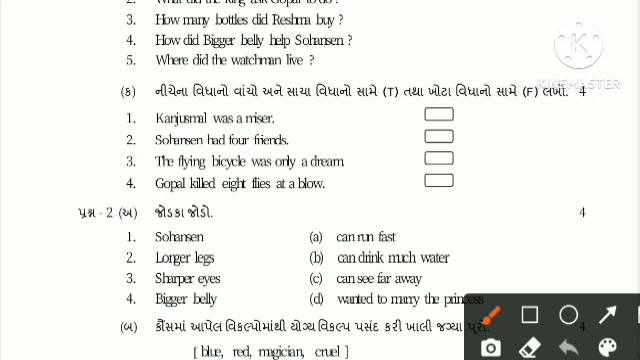 2. What did the king ask Gopal to do?
3. How many bottles did Reshma buy ?
4. How did Bigger belly help Sohansen ?
5. Where did the watchman live ?
(ક) નીચેના વિધાનો વાંચો અને સાચા વિધાનો સામે (T) તથા ખોટા વિધાનો સામે (F) લખો. 4
1. Kanjusmal was a miser.
2. Sohansen had four friends.
3. The flying bicycle was only a dream.
4. Gopal killed eight flies at a blow.
પ્રશ્ન - 2 (અ) જોડકા જોડો. 4
1. Sohansen (a) can run fast
2. Longer legs (b) can drink much water
3. Sharper eyes (c) can see far away
4. Bigger belly (d) wanted to marry the princess
(બ) કૌંસમાં આપેલ વિકલ્પોમાંથી યોગ્ય વિકલ્પ પસંદ કરી ખાલી જગ્યા પૂરો. 4
[ blue, red, magician, cruel ]
K
KINEMASTER